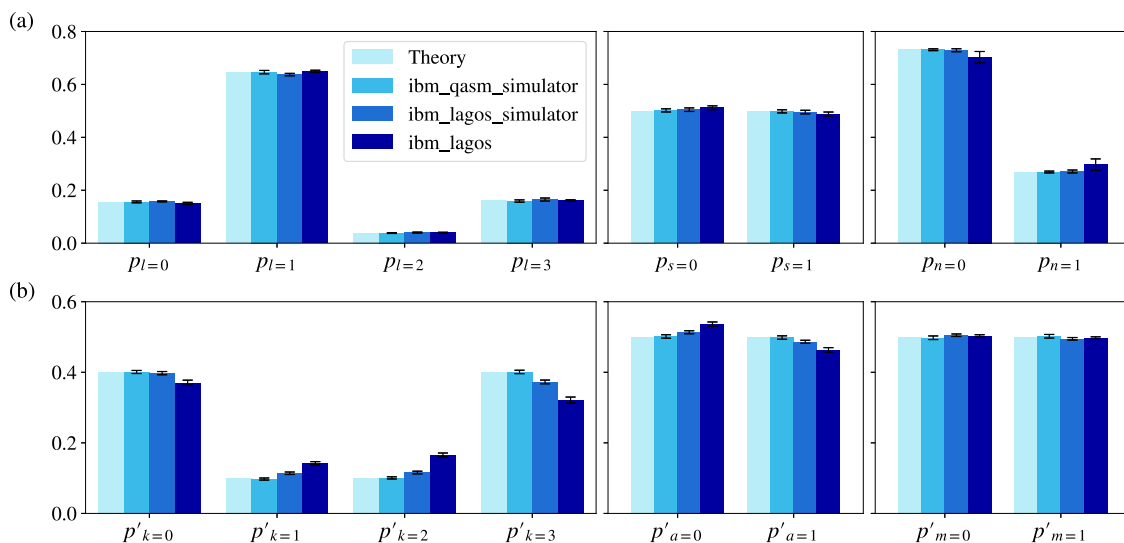 (a)
0.8
0.6
0.4
0.2
0.0
Theory
ibm_qasm_simulator
ibm_lagos_simulator
ibm_lagos
p_{l=0} p_{l=1} p_{l=2} p_{l=3} p_{s=0} p_{s=1} p_{n=0} p_{n=1}
(b)
0.6
0.4
0.2
0.0
p'_{k=0} p'_{k=1} p'_{k=2} p'_{k=3} p'_{a=0} p'_{a=1} p'_{m=0} p'_{m=1}